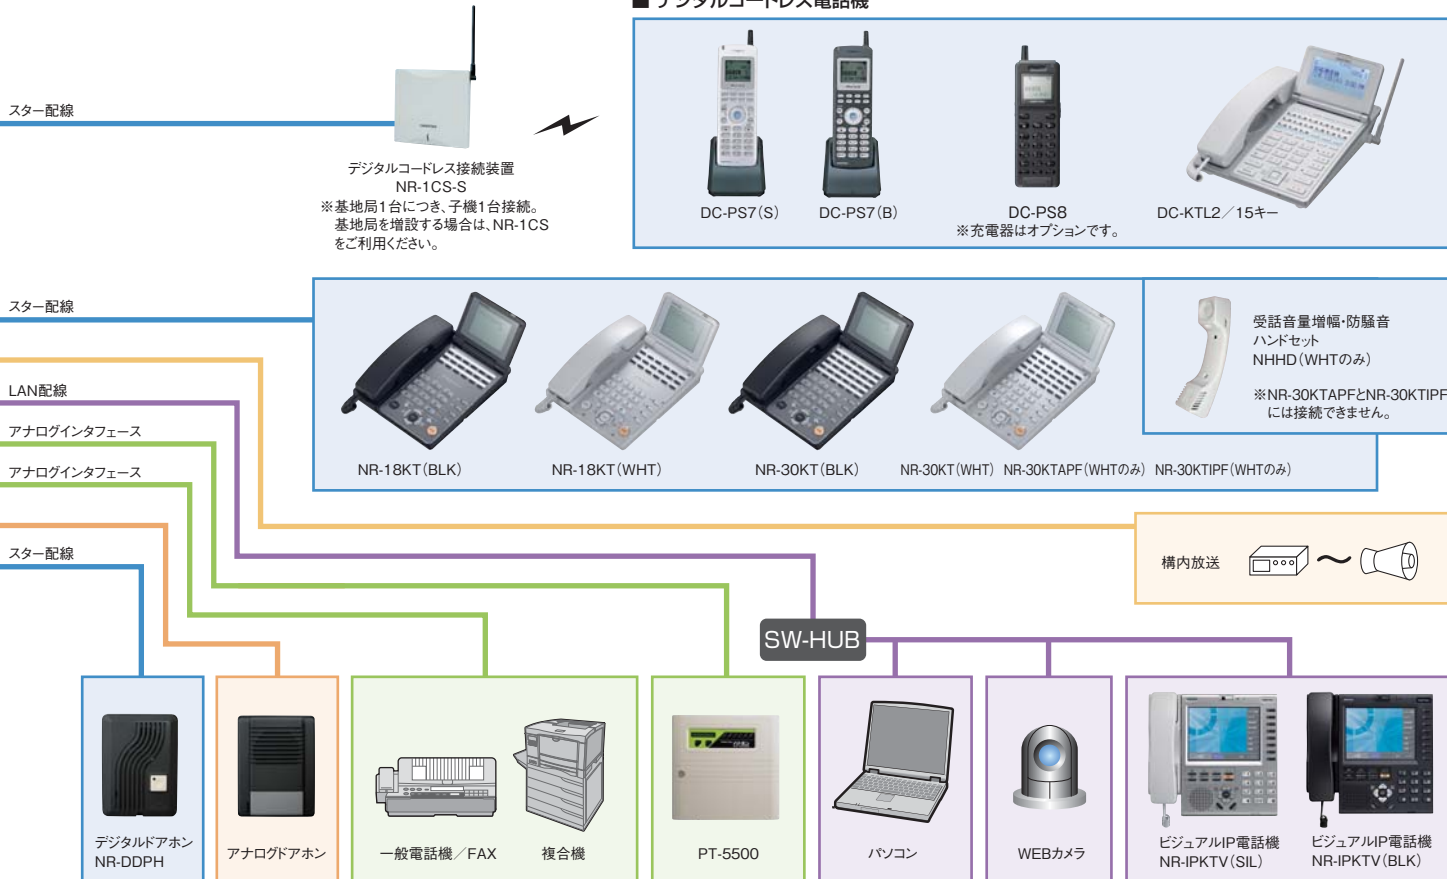 ■ デジタルコードレス電話機
スター配線
デジタルコードレス接続装置
NR-1CS-S
※基地局1台につき、子機1台接続。
基地局を増設する場合は、NR-1CS
をご利用ください。
DC-PS7(S)
DC-PS7(B)
DC-PS8
※充電器はオプションです。
DC-KTL2／15キー
スター配線
NR-18KT(BLK)
NR-18KT(WHT)
NR-30KT(BLK)
NR-30KT(WHT)
NR-30KTAPF(WHTのみ)
NR-30KTIPF(WHTのみ)
受話音量増幅・防騒音
ハンドセット
NHHD(WHTのみ)
※NR-30KTAPFとNR-30KTIPF
には接続できません。
LAN配線
アナログインタフェース
アナログインタフェース
スター配線
構内放送
SW-HUB
デジタルドアホン
NR-DDPH
アナログドアホン
一般電話機／FAX
複合機
PT-5500
パソコン
WEBカメラ
ビジュアルIP電話機
NR-IPKTV(SIL)
ビジュアルIP電話機
NR-IPKTV(BLK)